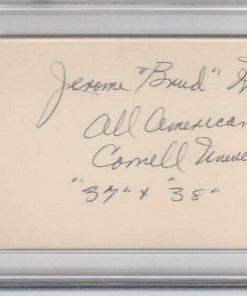 Jerome "Brud"
All American
Cornell
"37" + "38"